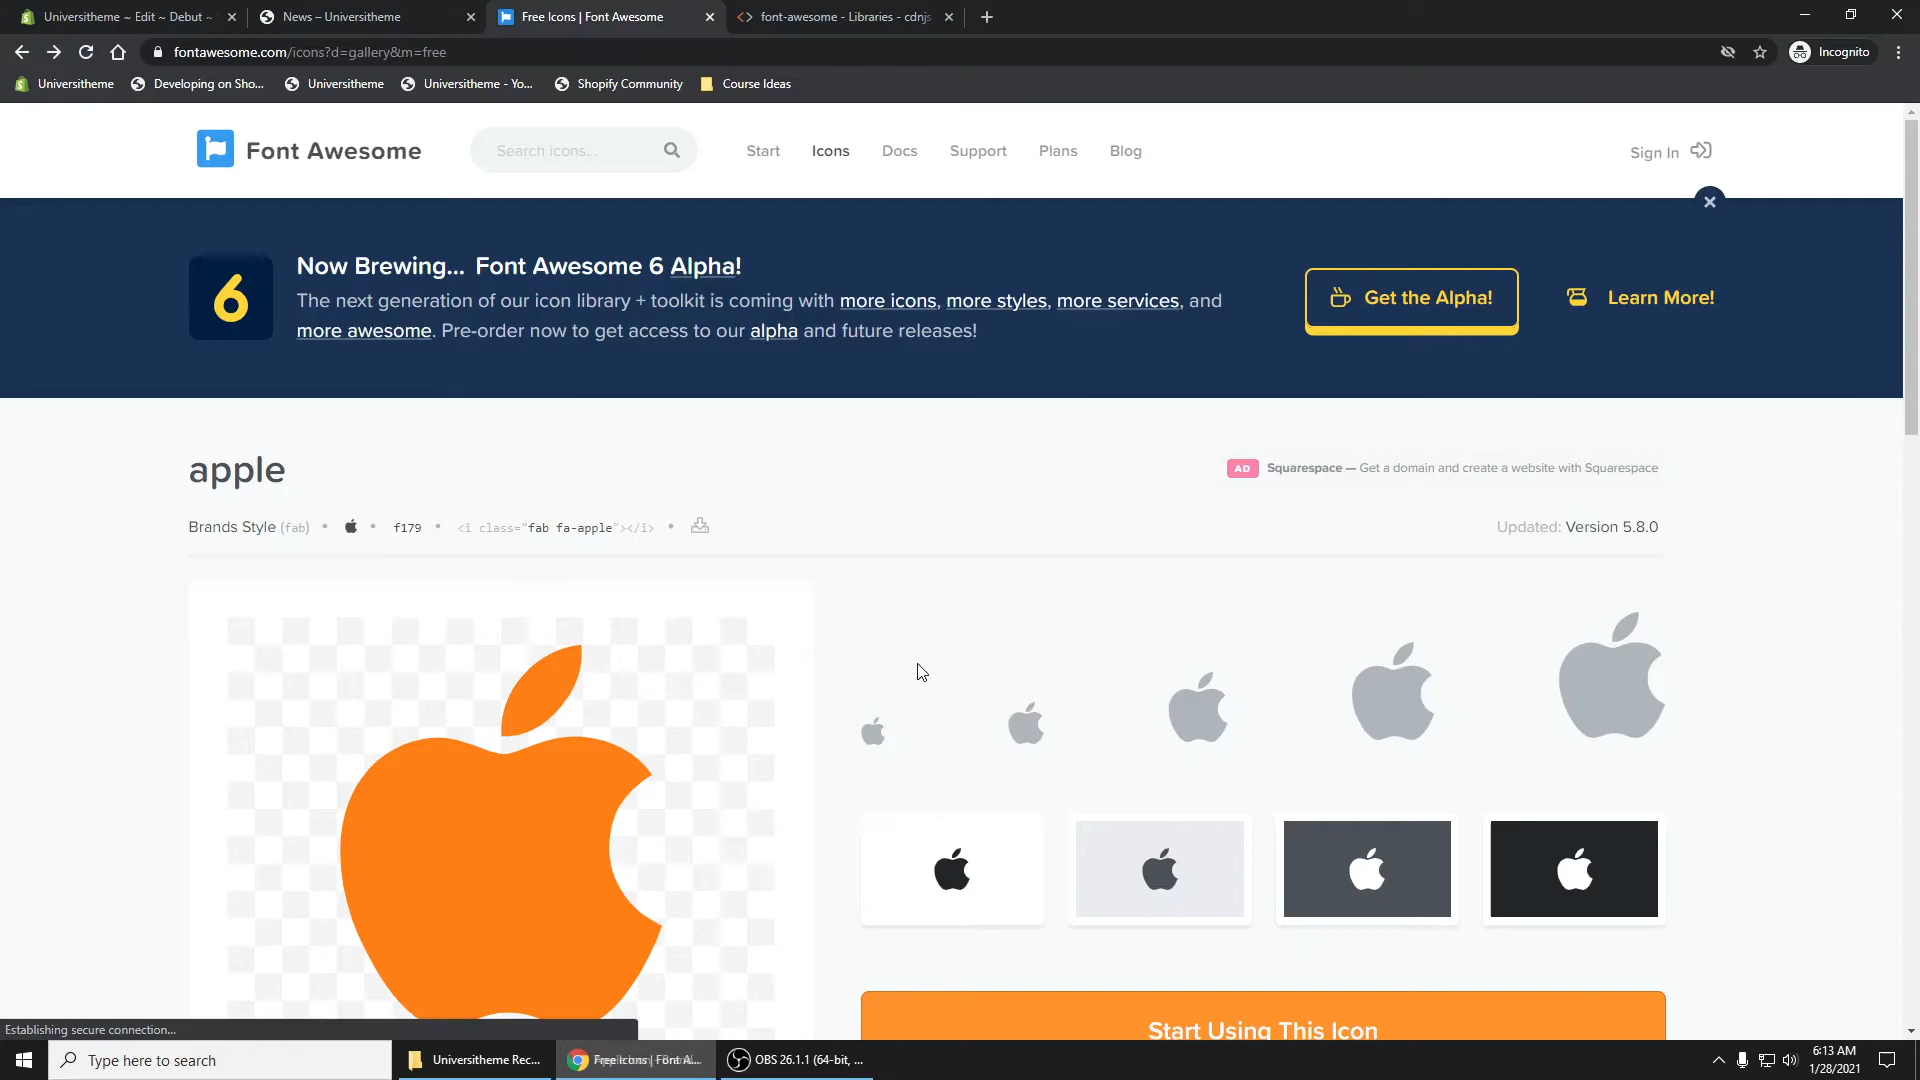 Universitheme ~ Edit ~ Debut ~
News – Universitheme
Free Icons | Font Awesome
font-awesome - Libraries - cdnjs
fontawesome.com/icons?d=gallery&m=free
Incognito
Universitheme
Developing on Sho...
Universitheme
Universitheme - Yo...
Shopify Community
Course Ideas
Font Awesome
Search icons...
Start
Icons
Docs
Support
Plans
Blog
Sign In
6
Now Brewing... Font Awesome 6 Alpha!
The next generation of our icon library + toolkit is coming with more icons, more styles, more services, and
more awesome. Pre-order now to get access to our alpha and future releases!
Get the Alpha!
Learn More!
apple
AD
Squarespace — Get a domain and create a website with Squarespace
Brands Style (fab) • • f179 • <i class="fab fa-apple"></i> •
Updated: Version 5.8.0
Start Using This Icon
Establishing secure connection...
Type here to search
Universitheme Rec...
OBS 26.1.1 (64-bit, ...
6:13 AM
1/28/2021